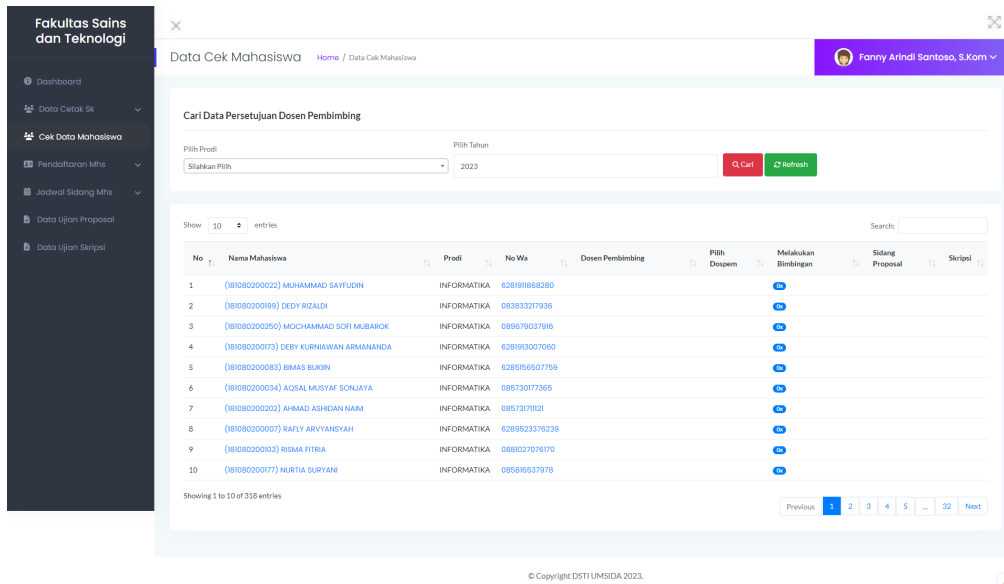 Fakultas Sains
dan Teknologi
Dashboard
Data Cetak Sk
Cek Data Mahasiswa
Pendaftaran Mhs
Jadwal Sidang Mhs
Data Ujian Proposal
Data Ujian Skripsi
Data Cek Mahasiswa Home / Data Cek Mahasiswa
Fanny Arindi Santoso, S.Kom
Cari Data Persetujuan Dosen Pembimbing
Pilih Prodi Pilih Tahun
Silahkan Pilih 2023 Cari Refresh
Show 10 entries Search:
No Nama Mahasiswa Prodi No Wa Dosen Pembimbing Pilih Dospem Melakukan Bimbingan Sidang Proposal Skripsi
1 (181080200022) MUHAMMAD SAYFUDIN INFORMATIKA 6281911868280 0x
2 (181080200199) DEDY RIZALDI INFORMATIKA 083833217936 0x
3 (181080200250) MOCHAMMAD SOFI MUBAROK INFORMATIKA 089679037916 0x
4 (181080200173) DEBY KURNIAWAN ARMANANDA INFORMATIKA 6281913007060 0x
5 (181080200083) BIMAS BUKIIN INFORMATIKA 6285156507759 0x
6 (181080200034) AQSAL MUSYAF SONJAYA INFORMATIKA 085730177365 0x
7 (181080200202) AHMAD ASHIDAN NAIM INFORMATIKA 085731711121 0x
8 (181080200007) RAFLY ARVYANSYAH INFORMATIKA 6289523376239 0x
9 (181080200103) RISMA FITRIA INFORMATIKA 0881027076170 0x
10 (181080200177) NURTIA SURYANI INFORMATIKA 085816537978 0x
Showing 1 to 10 of 318 entries
Previous 1 2 3 4 5 ... 32 Next
© Copyright DSTI UMSIDA 2023.